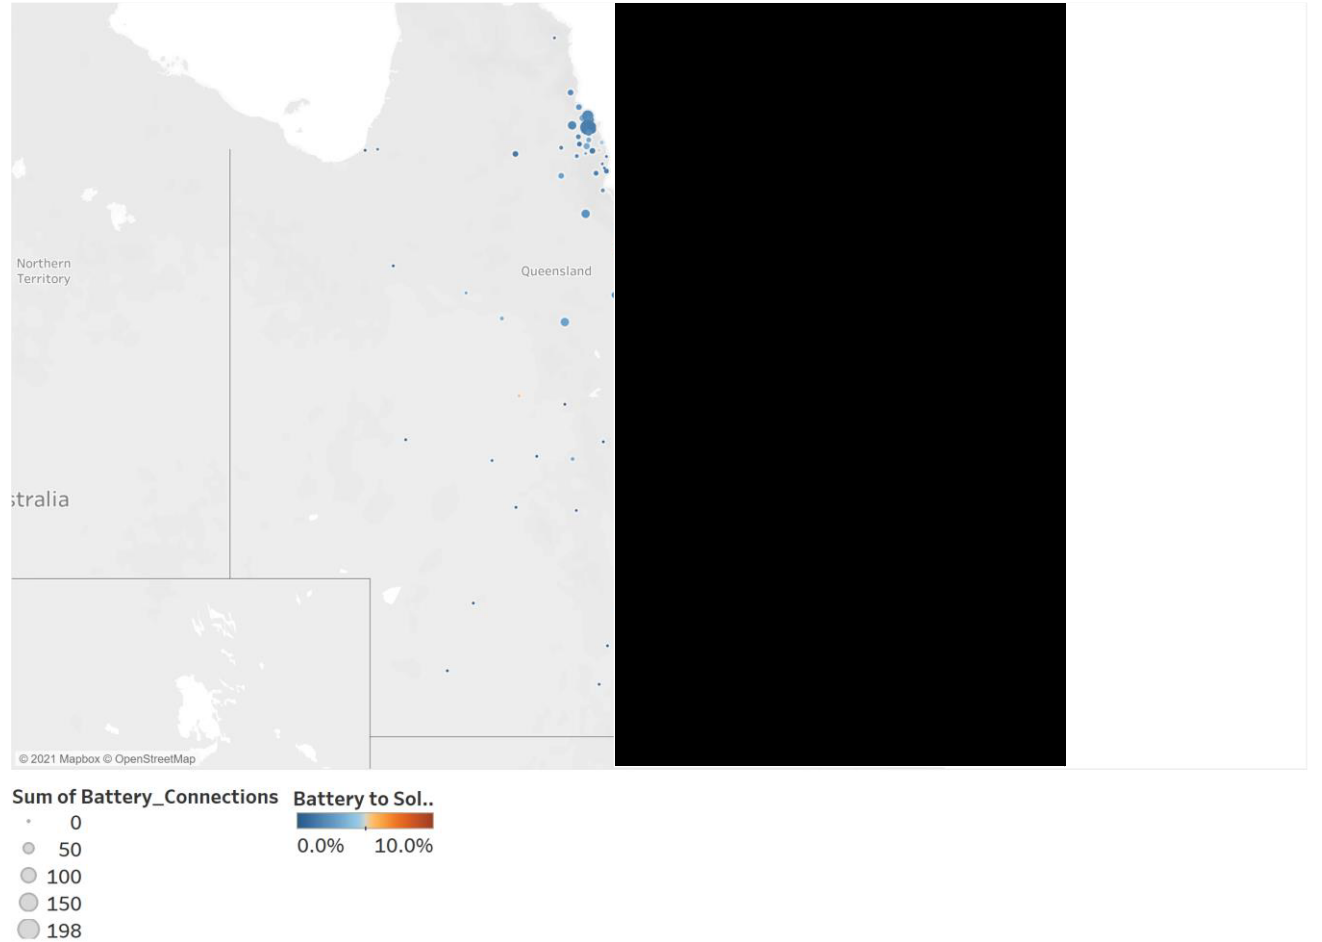 Northern
Territory
Queensland
stralia
© 2021 Mapbox © OpenStreetMap
Sum of Battery_Connections
0
50
100
150
198
Battery to Sol..
0.0% 10.0%